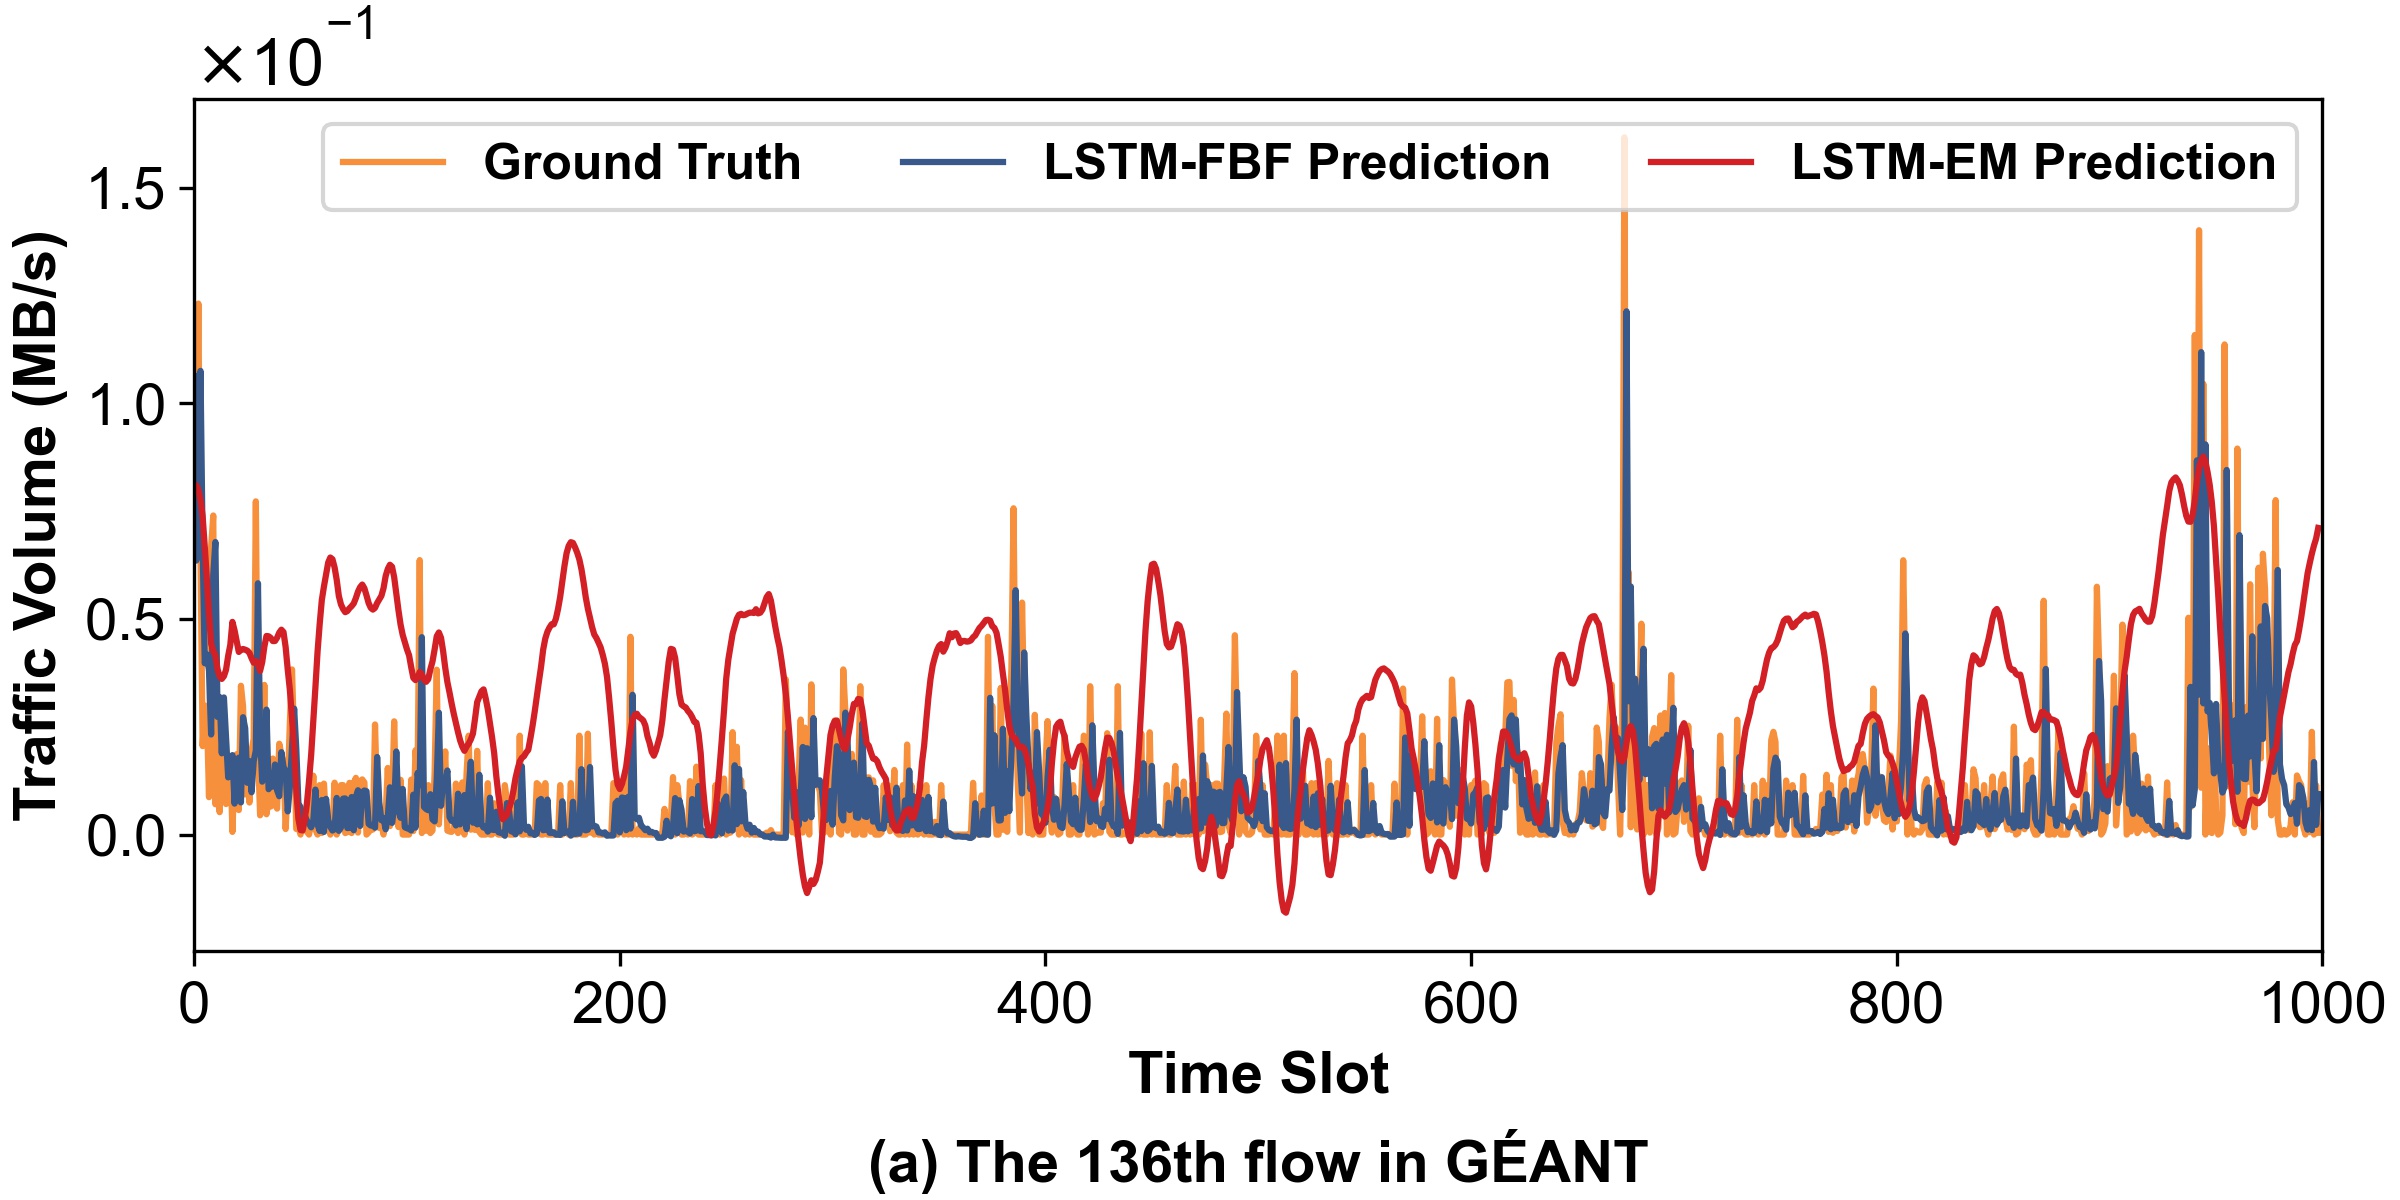 ×10⁻¹
Ground Truth LSTM-FBF Prediction LSTM-EM Prediction
1.5
1.0
0.5
0.0
Traffic Volume (MB/s)
0 200 400 600 800 1000
Time Slot
(a) The 136th flow in GÉANT